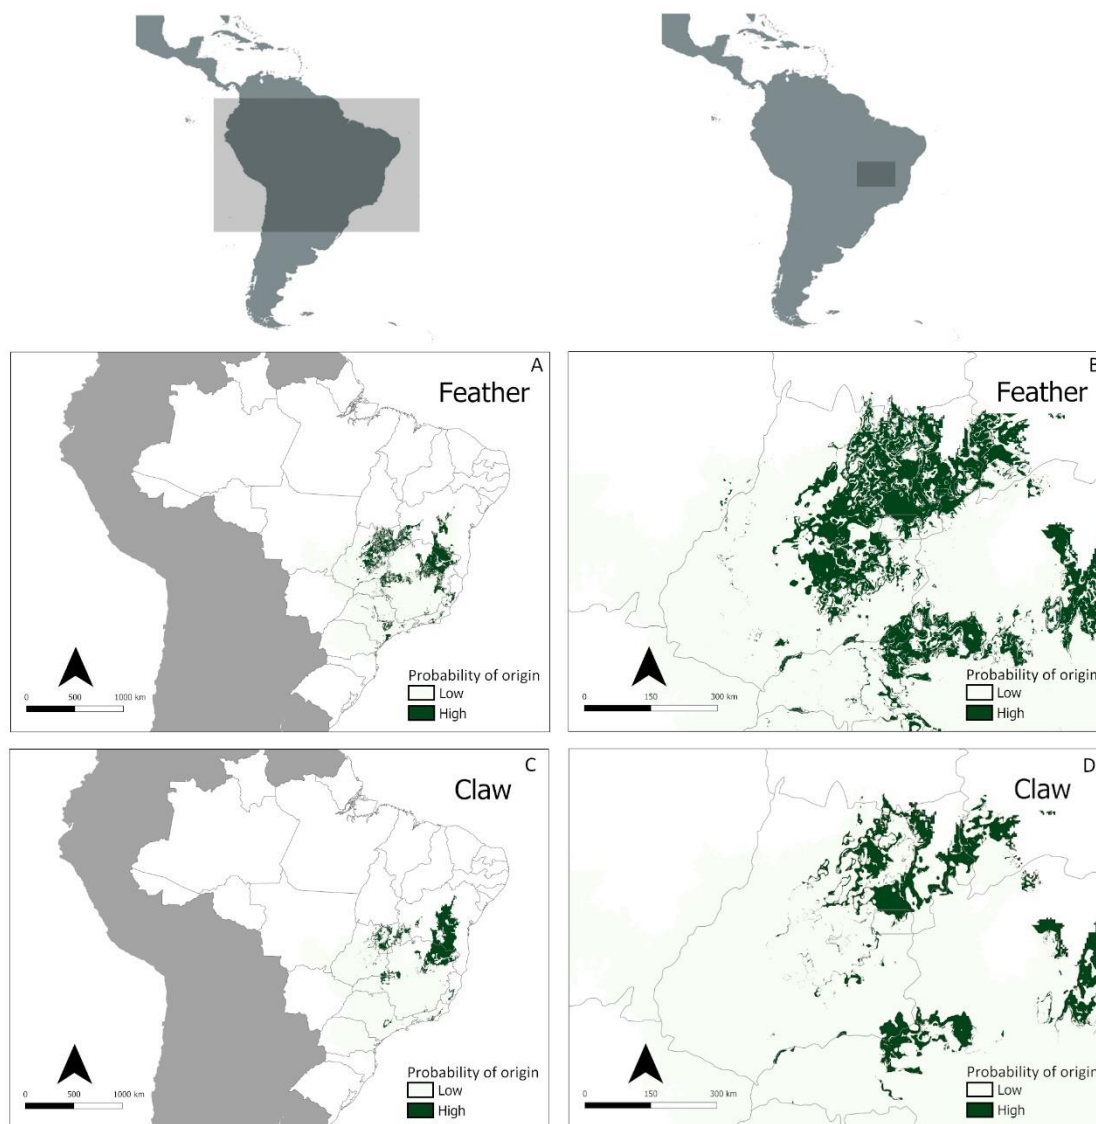 A
Feather
Probability of origin
Low
High
0 500 1000 km
B
Feather
Probability of origin
Low
High
0 150 300 km
C
Claw
Probability of origin
Low
High
0 500 1000 km
D
Claw
Probability of origin
Low
High
0 150 300 km